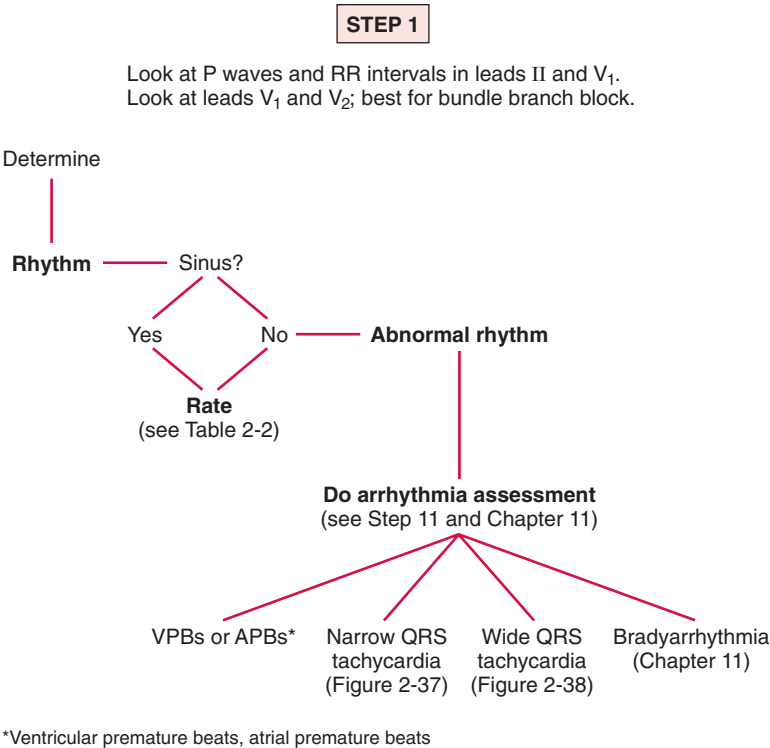 STEP 1
Look at P waves and RR intervals in leads II and V₁.
Look at leads V₁ and V₂; best for bundle branch block.
Determine
Rhythm
Sinus?
Yes
No
Abnormal rhythm
Rate
(see Table 2-2)
Do arrhythmia assessment
(see Step 11 and Chapter 11)
VPBs or APBs*
Narrow QRS
tachycardia
(Figure 2-37)
Wide QRS
tachycardia
(Figure 2-38)
Bradyarrhythmia
(Chapter 11)
*Ventricular premature beats, atrial premature beats